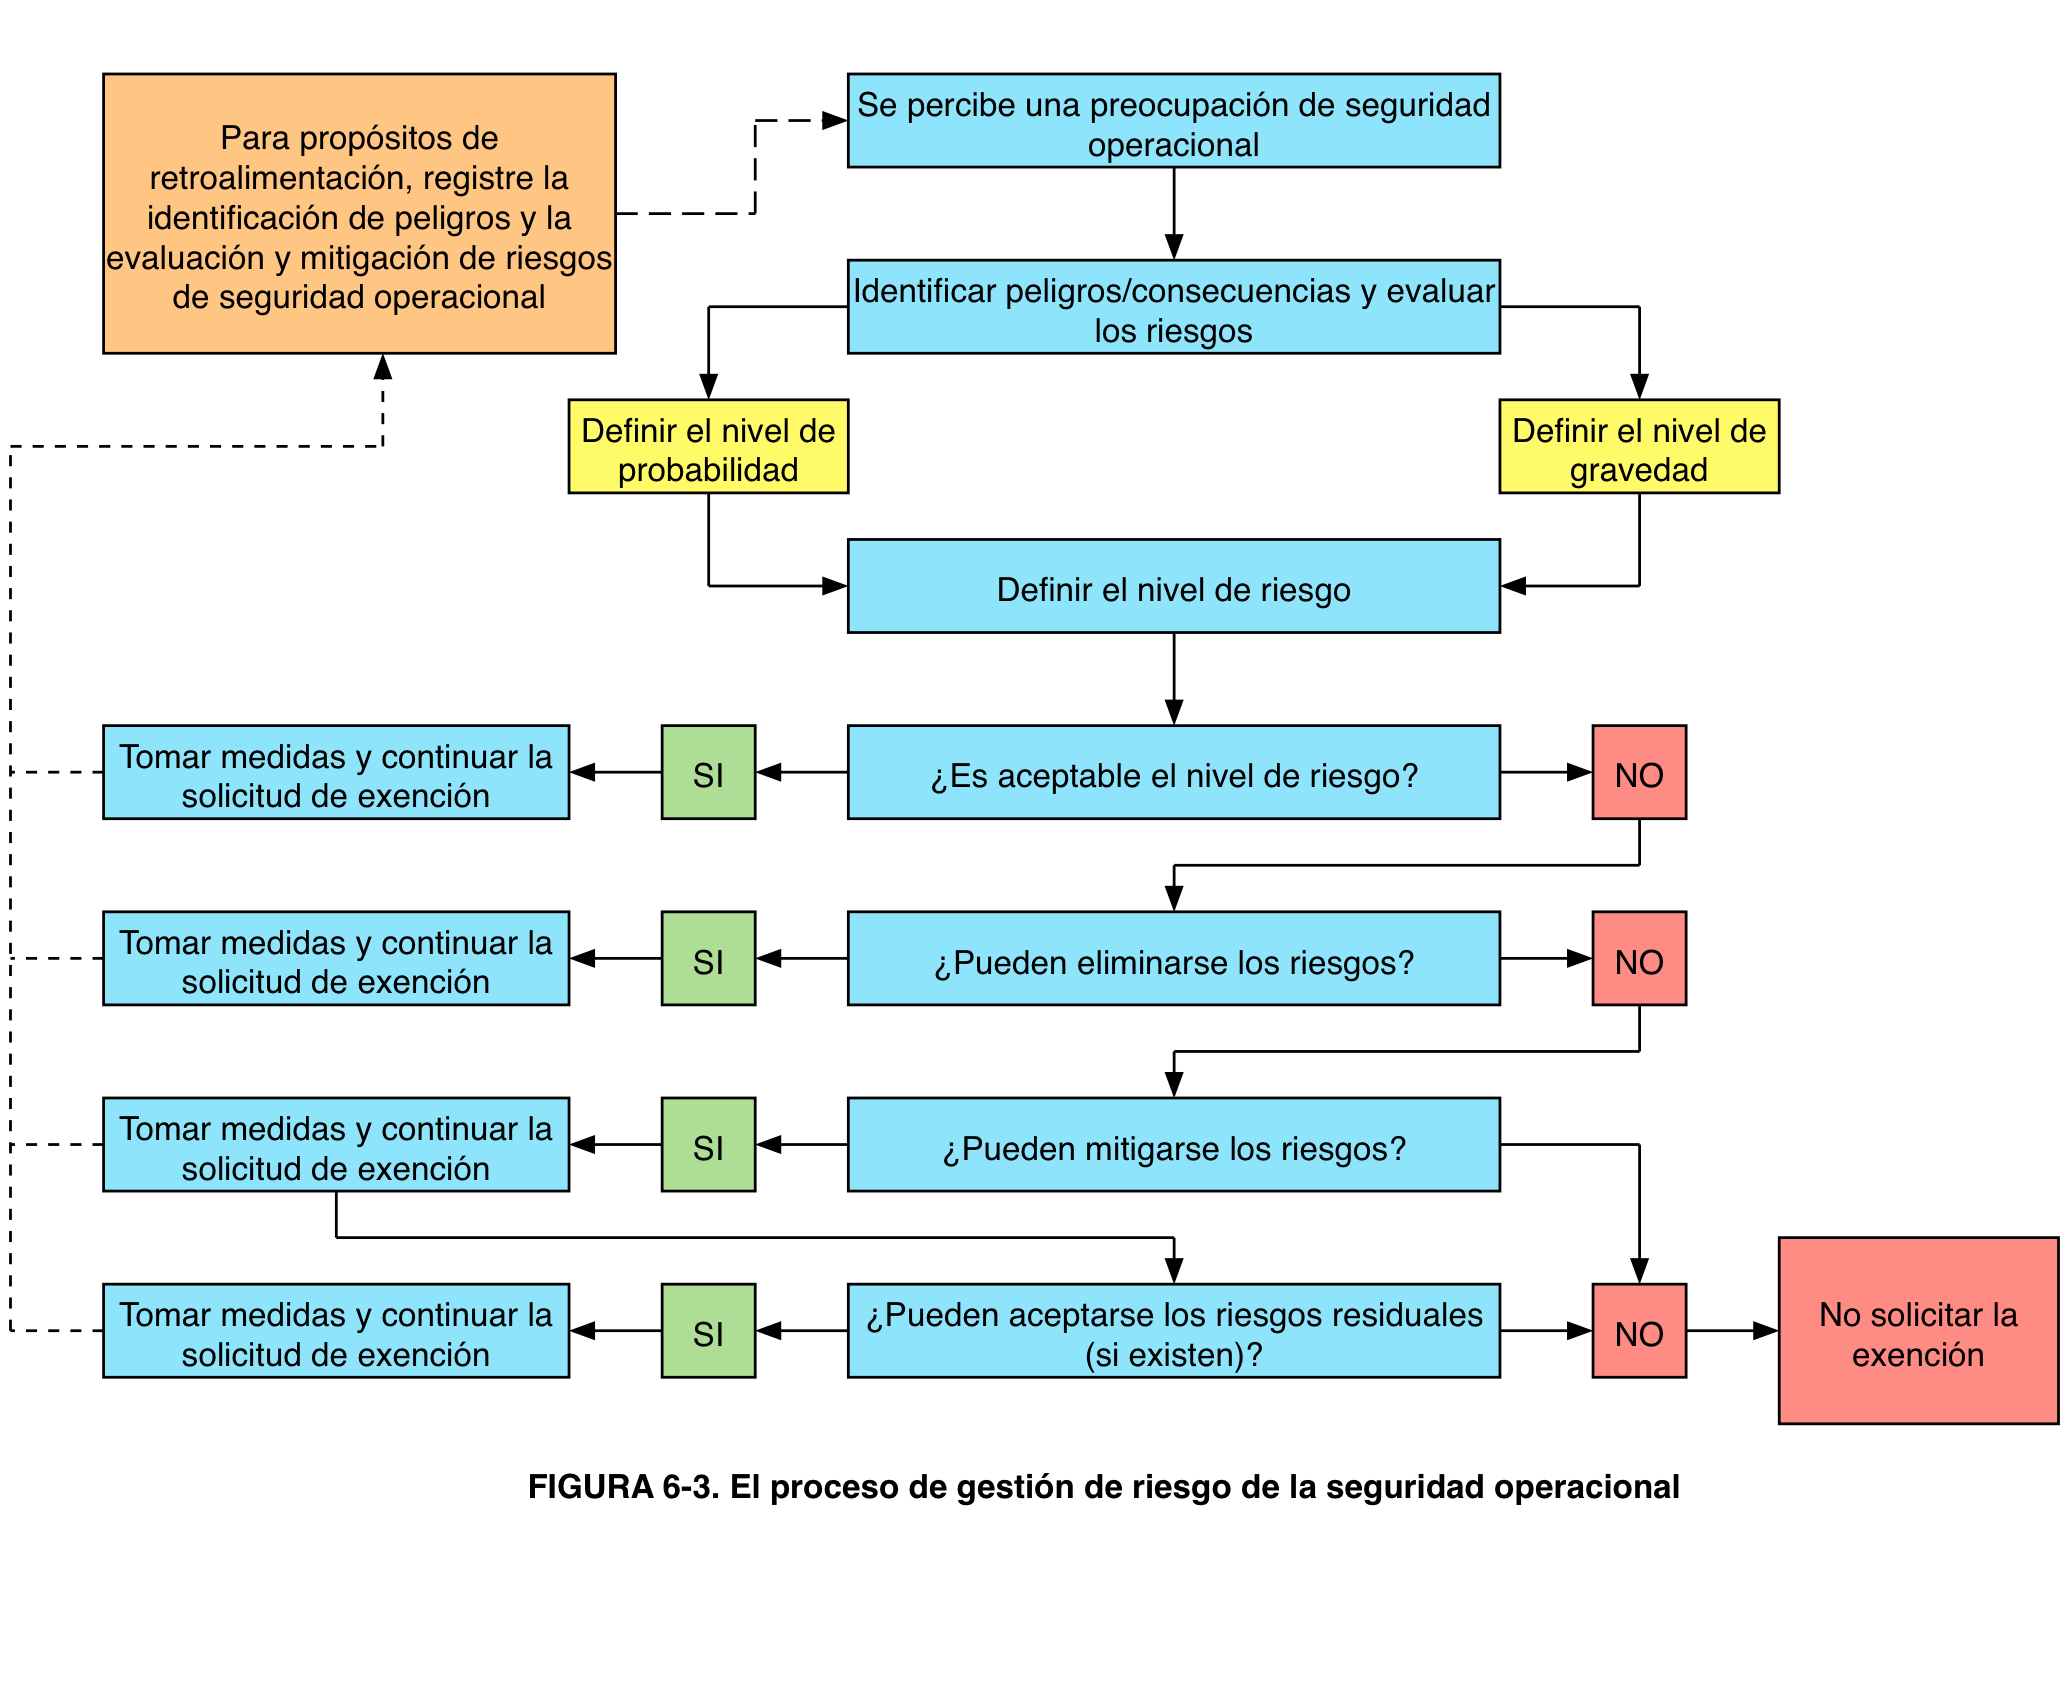 Para propósitos de
retroalimentación, registre la
identificación de peligros y la
evaluación y mitigación de riesgos
de seguridad operacional
Se percibe una preocupación de seguridad
operacional
Identificar peligros/consecuencias y evaluar
los riesgos
Definir el nivel de
probabilidad
Definir el nivel de
gravedad
Definir el nivel de riesgo
Tomar medidas y continuar la
solicitud de exención
SI
¿Es aceptable el nivel de riesgo?
NO
Tomar medidas y continuar la
solicitud de exención
SI
¿Pueden eliminarse los riesgos?
NO
Tomar medidas y continuar la
solicitud de exención
SI
¿Pueden mitigarse los riesgos?
Tomar medidas y continuar la
solicitud de exención
SI
¿Pueden aceptarse los riesgos residuales
(si existen)?
NO
No solicitar la
exención
FIGURA 6-3. El proceso de gestión de riesgo de la seguridad operacional